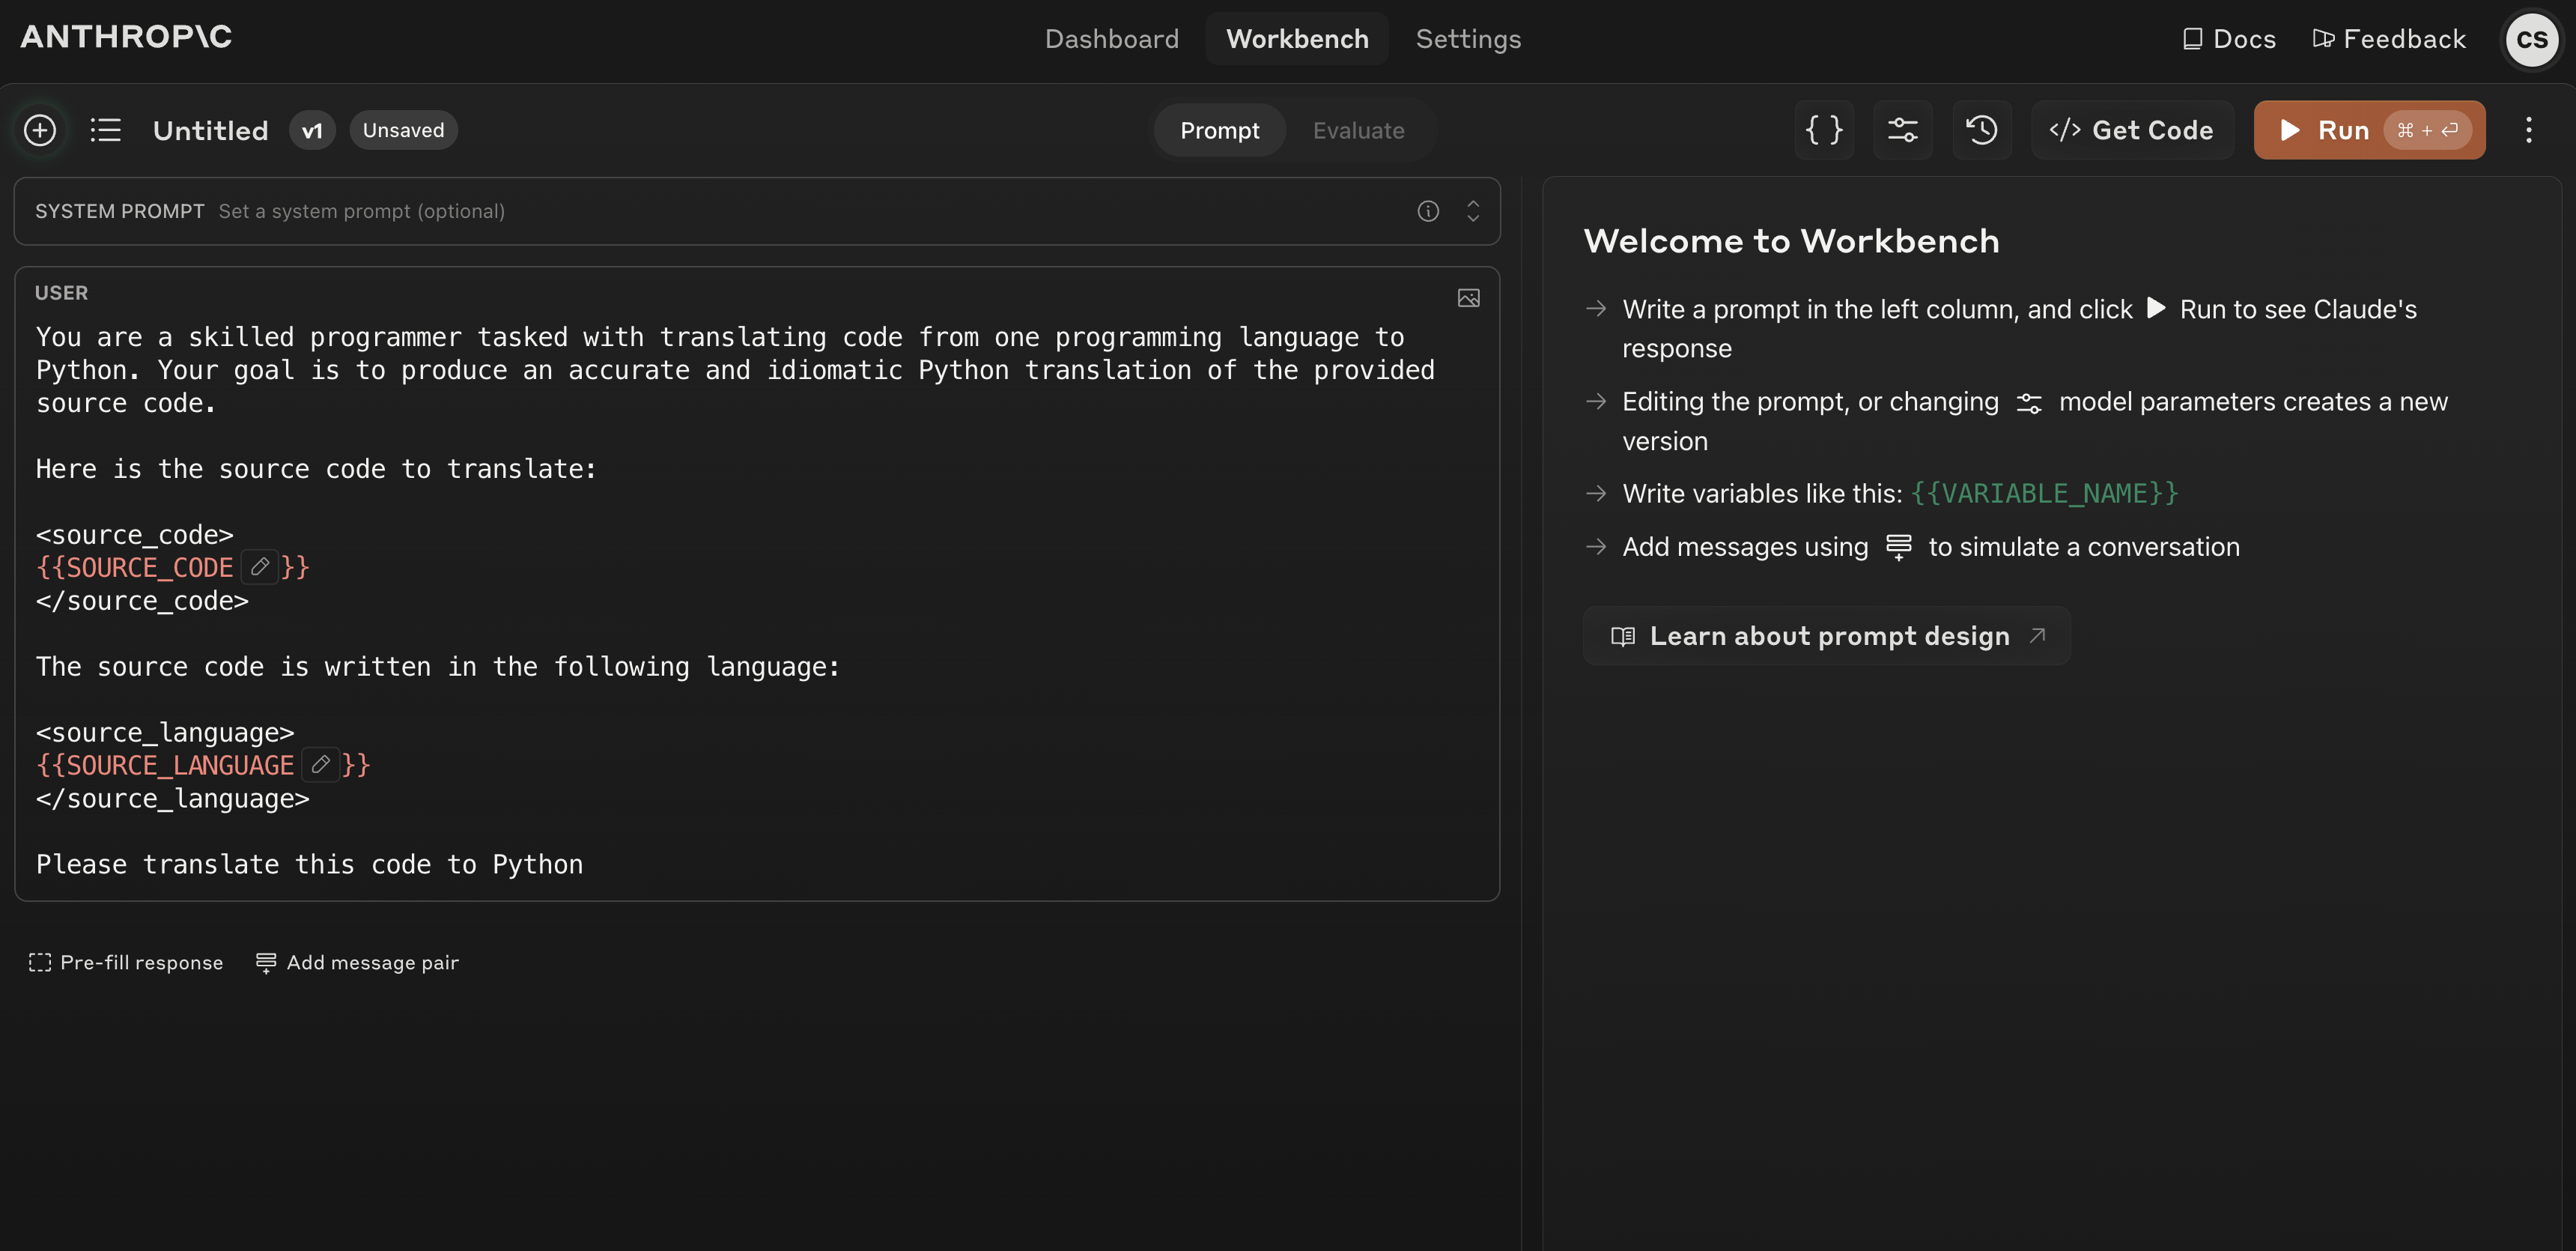 ANTHROP\C
Dashboard Workbench Settings
Docs Feedback CS
Untitled v1 Unsaved
Prompt Evaluate
{ } </> Get Code Run ⌘ + ⏎
SYSTEM PROMPT Set a system prompt (optional)
USER
You are a skilled programmer tasked with translating code from one programming language to
Python. Your goal is to produce an accurate and idiomatic Python translation of the provided
source code.
Here is the source code to translate:
<source_code>
{{SOURCE_CODE}}
</source_code>
The source code is written in the following language:
<source_language>
{{SOURCE_LANGUAGE}}
</source_language>
Please translate this code to Python
Pre-fill response Add message pair
Welcome to Workbench
→ Write a prompt in the left column, and click ▶ Run to see Claude's
response
→ Editing the prompt, or changing model parameters creates a new
version
→ Write variables like this: {{VARIABLE_NAME}}
→ Add messages using to simulate a conversation
Learn about prompt design ↗